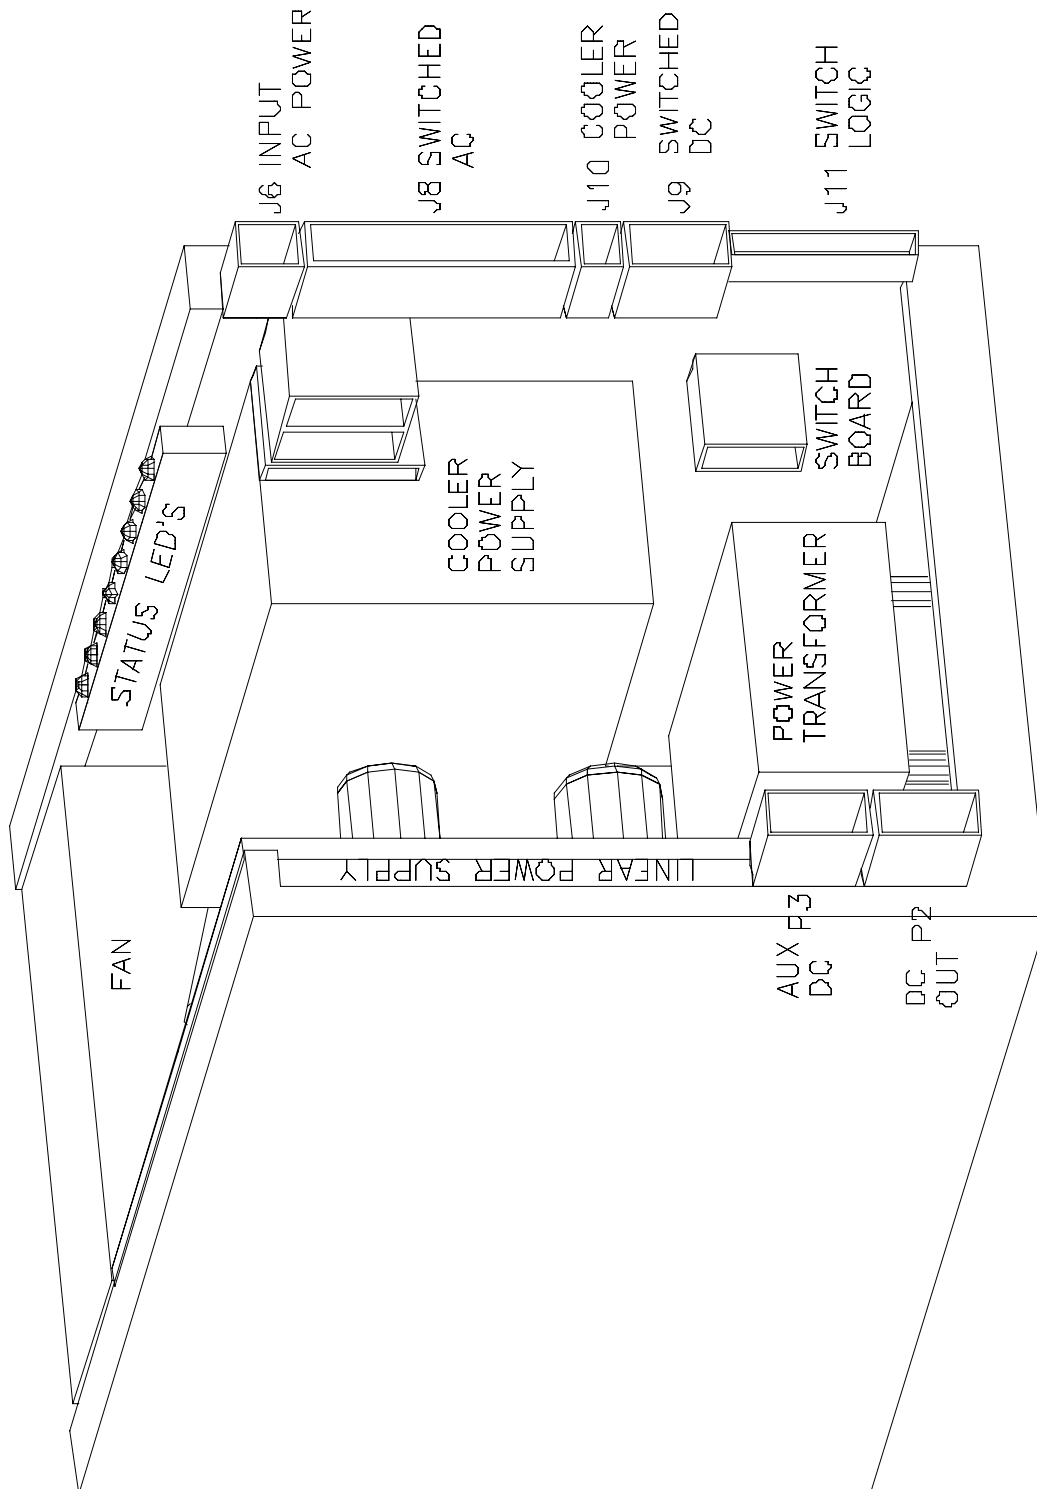 J6 INPUT
AC POWER
J8 SWITCHED
AC
J10 COOLER
POWER
J9 SWITCHED
DC
J11 SWITCH
LOGIC
STATUS LED'S
COOLER
POWER
SUPPLY
SWITCH
BOARD
POWER
TRANSFORMER
LINEAR POWER SUPPLY
FAN
AUX P3
DC
DC P2
OUT